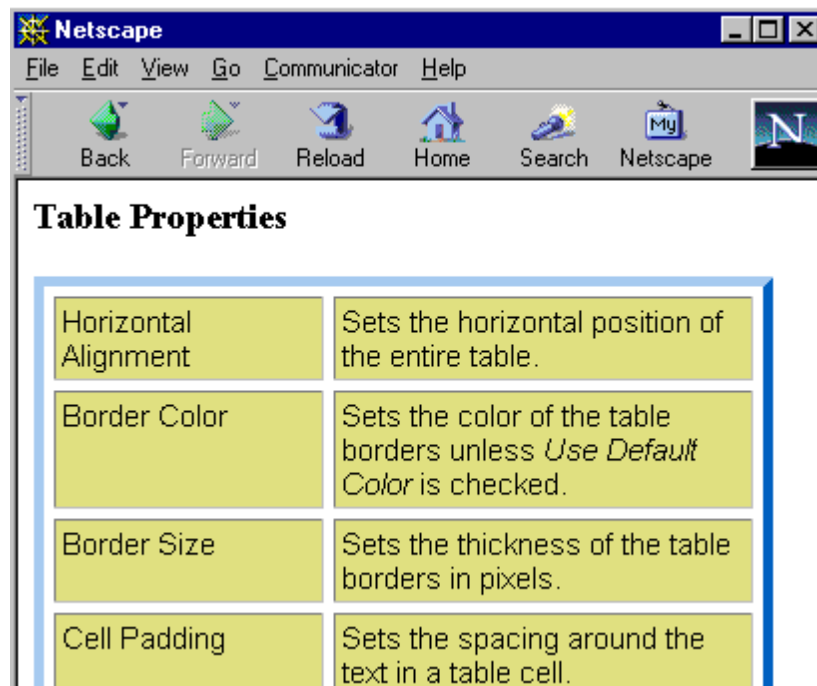 Netscape
File Edit View Go Communicator Help
My
N
Back Forward Reload Home Search Netscape
Table Properties
Horizontal
Alignment
Sets the horizontal position of
the entire table.
Border Color
Sets the color of the table
borders unless Use Default
Color is checked.
Border Size
Sets the thickness of the table
borders in pixels.
Cell Padding
Sets the spacing around the
text in a table cell.